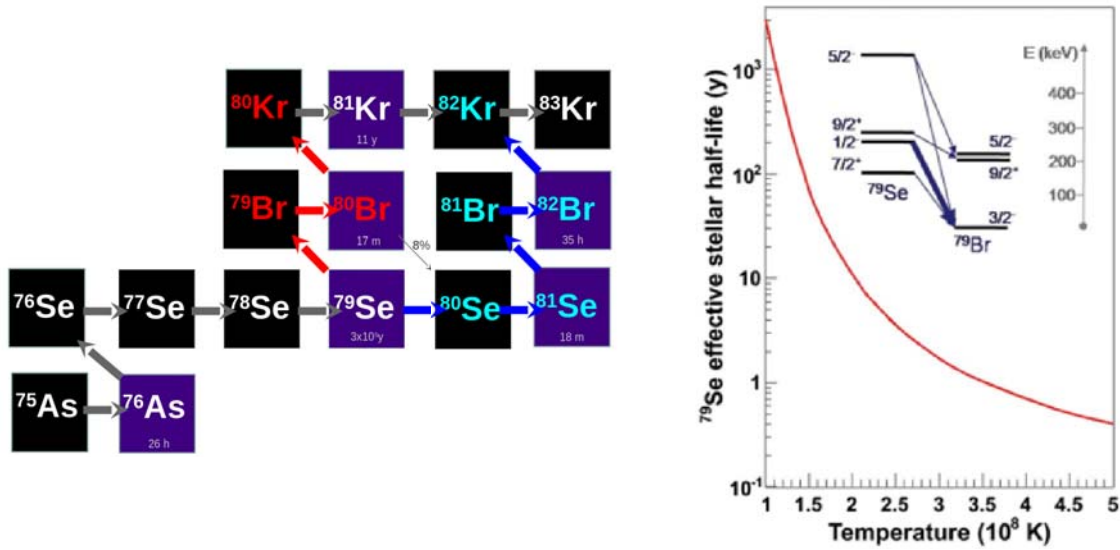 ⁸⁰Kr ⁸¹Kr ⁸²Kr ⁸³Kr
11 y
⁷⁹Br ⁸⁰Br ⁸¹Br ⁸²Br
17 m 35 h
8%
⁷⁶Se ⁷⁷Se ⁷⁸Se ⁷⁹Se ⁸⁰Se ⁸¹Se
18 m
⁷⁵As ⁷⁶As
26 h
⁷⁹Se effective stellar half-life (y)
10³
10²
10
1
10⁻¹
1 1.5 2 2.5 3 3.5 4 4.5 5
Temperature (10⁸ K)
5/2⁻
9/2⁺
1/2⁻
7/2⁺
⁷⁹Se
5/2⁻
9/2⁺
3/2⁻
⁷⁹Br
E (keV)
400
300
200
100
0